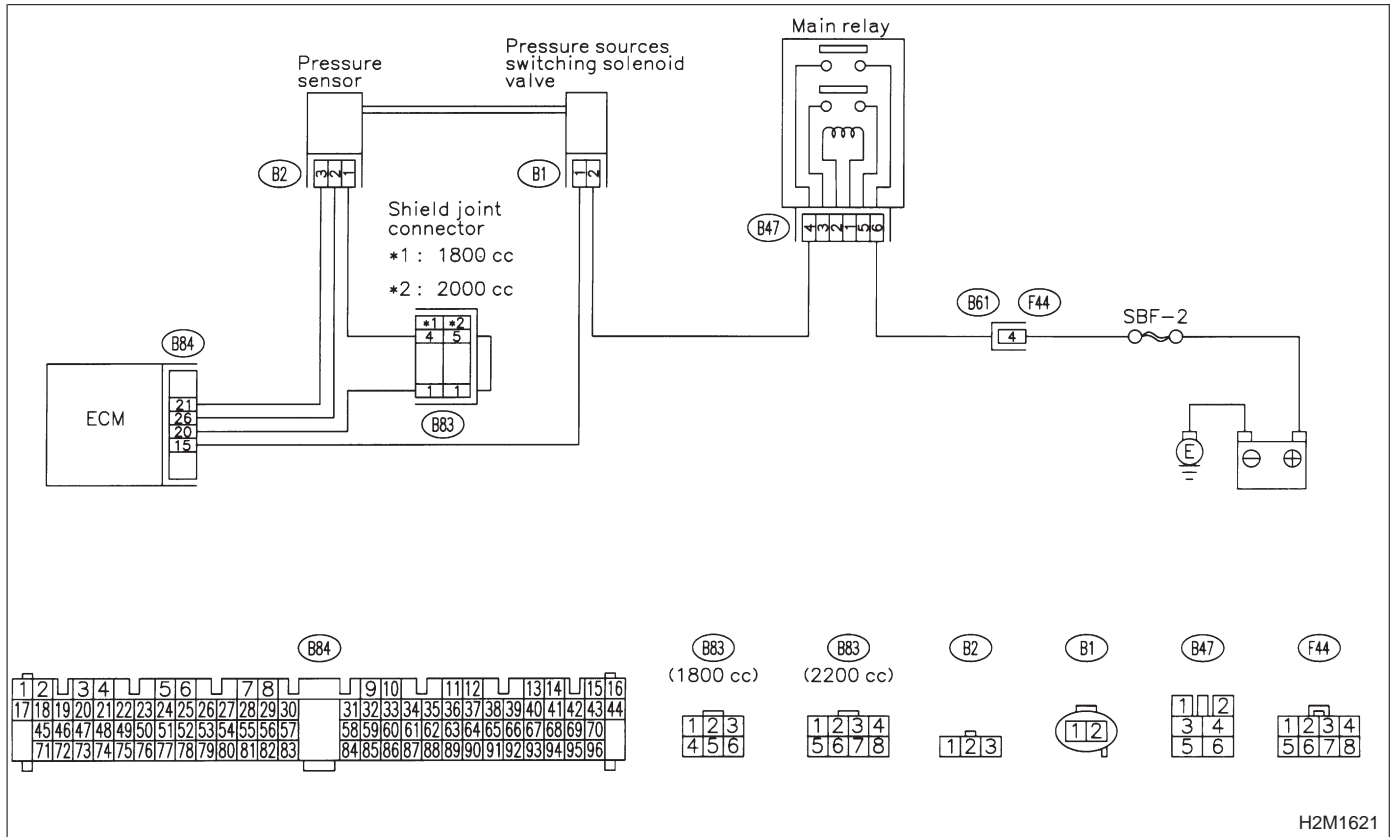 Main relay
Pressure sources
switching solenoid
valve
Pressure
sensor
B2
3 2 1
B1
1 2
Shield joint
connector
*1 : 1800 cc
*2 : 2000 cc
B47
4 3 2 1 5 6
B61
F44
4
SBF-2
*1 *2
4 5
1 1
B83
B84
ECM
21
26
20
15
E
⊖ ⊕
B84
1 2 3 4 5 6 7 8 9 10 11 12 13 14 15 16
17 18 19 20 21 22 23 24 25 26 27 28 29 30 31 32 33 34 35 36 37 38 39 40 41 42 43 44
45 46 47 48 49 50 51 52 53 54 55 56 57 58 59 60 61 62 63 64 65 66 67 68 69 70
71 72 73 74 75 76 77 78 79 80 81 82 83 84 85 86 87 88 89 90 91 92 93 94 95 96
B83
(1800 cc)
1 2 3
4 5 6
B83
(2200 cc)
1 2 3 4
5 6 7 8
B2
1 2 3
B1
1 2
B47
1 2
3 4
5 6
F44
1 2 3 4
5 6 7 8
H2M1621